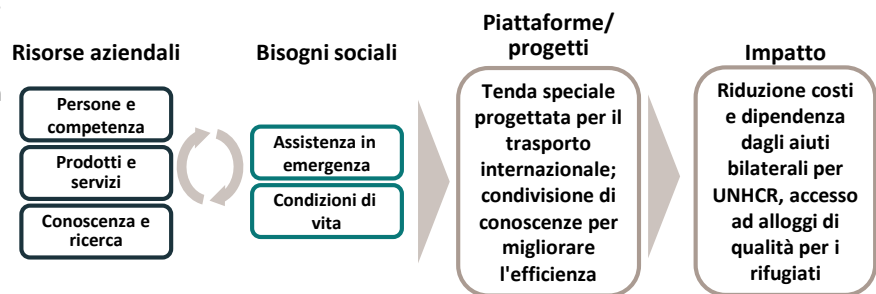 Risorse aziendali
Persone e
competenza
Prodotti e
servizi
Conoscenza e
ricerca
Bisogni sociali
Assistenza in
emergenza
Condizioni di
vita
Piattaforme/
progetti
Tenda speciale
progettata per il
trasporto
internazionale;
condivisione di
conoscenze per
migliorare
l'efficienza
Impatto
Riduzione costi
e dipendenza
dagli aiuti
bilaterali per
UNHCR, accesso
ad alloggi di
qualità per i
rifugiati